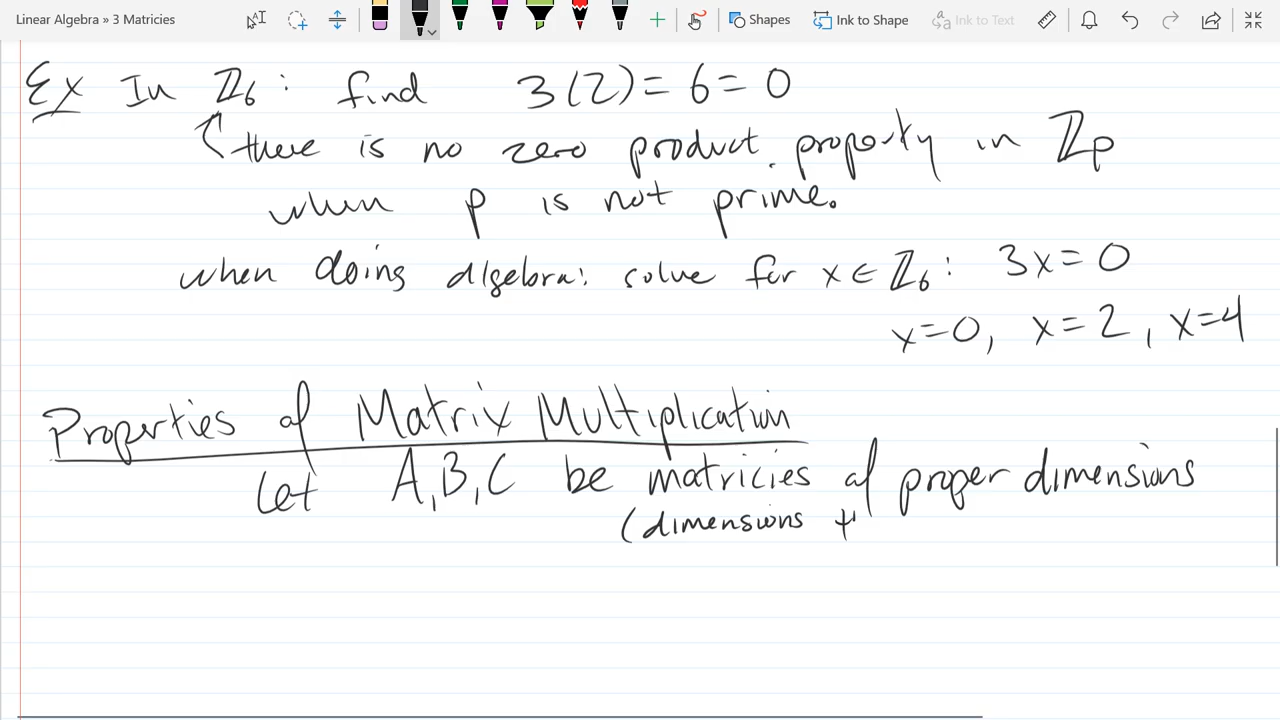 Linear Algebra » 3 Matricies
Shapes
Ink to Shape
Ink to Text
Ex In ℤ₆: find 3(2)=6=0
there is no zero product property in ℤp
when p is not prime.
when doing algebra: solve for x∈ℤ₆: 3x=0
x=0, x=2, x=4
Properties of Matrix Multiplication
Let A,B,C be matricies of proper dimensions
(dimensions